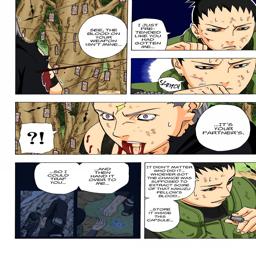 SEE, THE
BLOOD ON
YOUR
WEAPON
ISN'T MINE...
I JUST
PRE-
TENDED
LIKE YOU
HAD
GOTTEN
ME...
...IT'S
YOUR
PARTNER'S.
?!
...SO I
COULD
TRAP
YOU...
...AND
THEN
HAND IT
OVER TO
ME...
IT DIDN'T MATTER
WHO DID IT...
WHOEVER GOT
THE CHANCE WAS
SUPPOSED TO
EXTRACT SOME
OF THAT KAKUZU
FELLOW'S
BLOOD...
...STORE
IT INSIDE
THIS
CAPSULE...